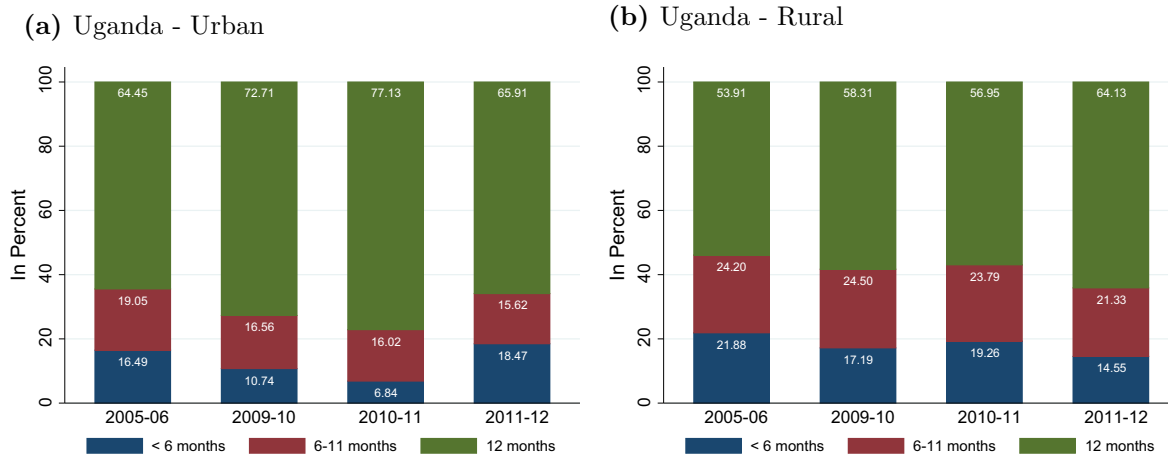 (a) Uganda - Urban
In Percent
100
80
60
40
20
0
64.45 72.71 77.13 65.91
19.05 16.56 16.02 15.62
16.49 10.74 6.84 18.47
2005-06 2009-10 2010-11 2011-12
< 6 months 6-11 months 12 months
(b) Uganda - Rural
In Percent
100
80
60
40
20
0
53.91 58.31 56.95 64.13
24.20 24.50 23.79 21.33
21.88 17.19 19.26 14.55
2005-06 2009-10 2010-11 2011-12
< 6 months 6-11 months 12 months